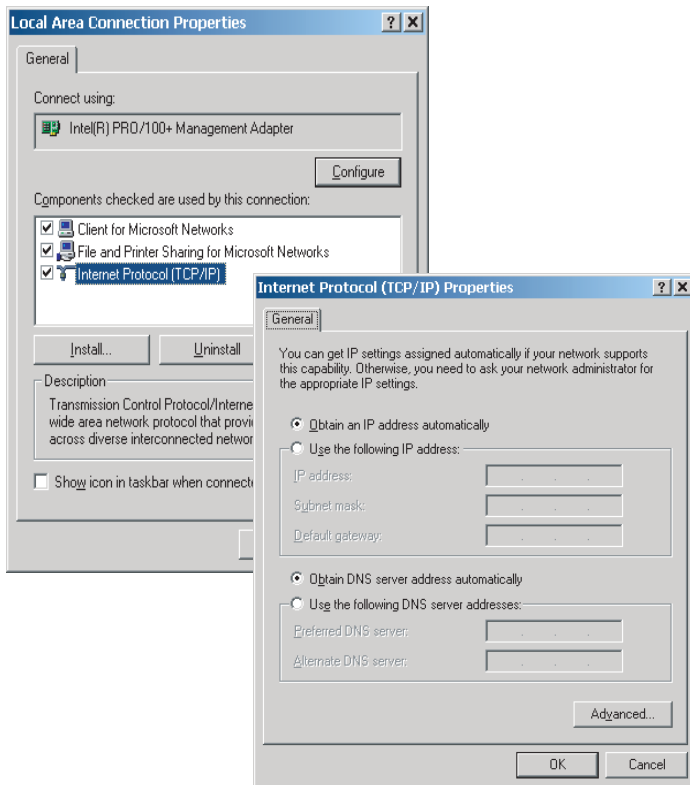 Local Area Connection Properties
General
Connect using:
Intel(R) PRO/100+ Management Adapter
Configure
Components checked are used by this connection:
Client for Microsoft Networks
File and Printer Sharing for Microsoft Networks
Internet Protocol (TCP/IP)
Install...
Uninstall
Description
Transmission Control Protocol/Interne
wide area network protocol that provi
across diverse interconnected networ
Show icon in taskbar when connecte
Internet Protocol (TCP/IP) Properties
General
You can get IP settings assigned automatically if your network supports
this capability. Otherwise, you need to ask your network administrator for
the appropriate IP settings.
Obtain an IP address automatically
Use the following IP address:
IP address:
Subnet mask:
Default gateway:
Obtain DNS server address automatically
Use the following DNS server addresses:
Preferred DNS server:
Alternate DNS server:
Advanced...
OK
Cancel